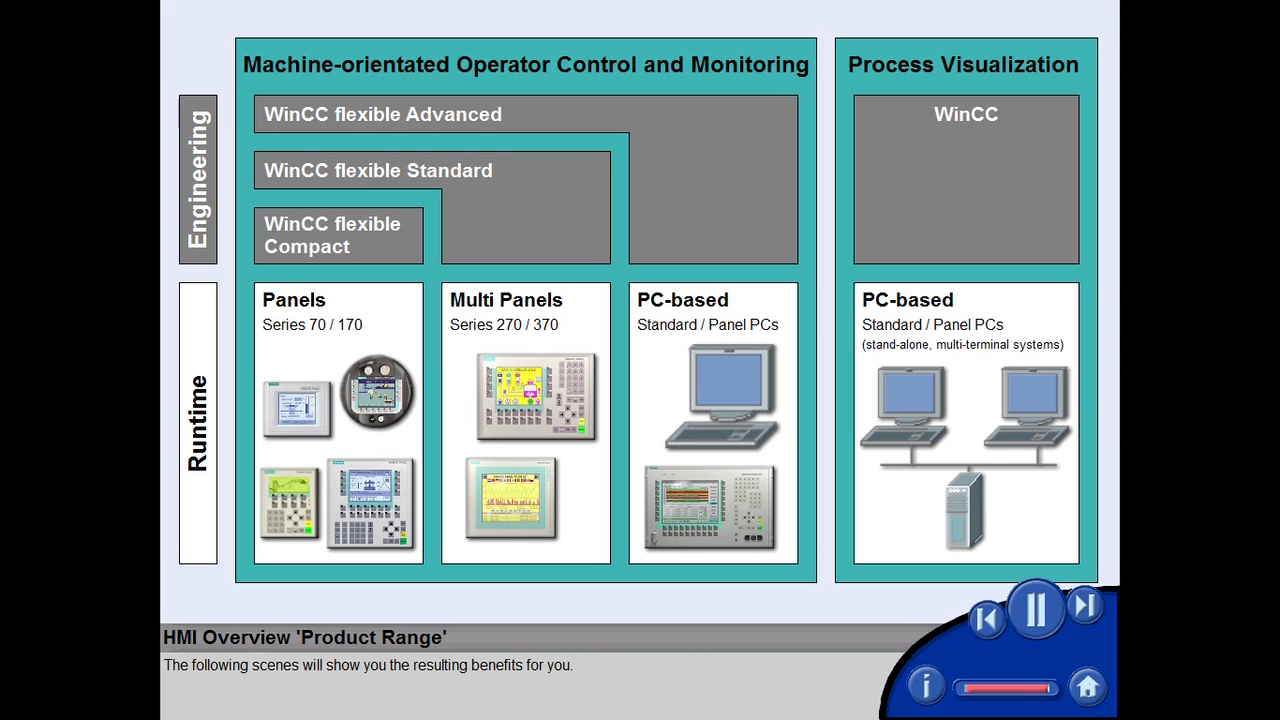 Machine-orientated Operator Control and Monitoring
Process Visualization
Engineering
WinCC flexible Advanced
WinCC flexible Standard
WinCC flexible
Compact
WinCC
Runtime
Panels
Series 70 / 170
Multi Panels
Series 270 / 370
PC-based
Standard / Panel PCs
PC-based
Standard / Panel PCs
(stand-alone, multi-terminal systems)
HMI Overview 'Product Range'
The following scenes will show you the resulting benefits for you.
i